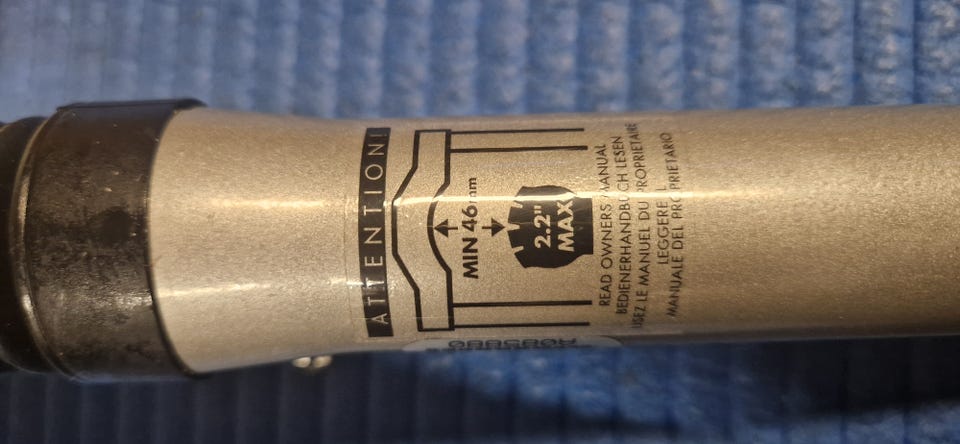 ATTENTION!
MIN 46mm
2.2"
MAX
READ OWNERS MANUAL
BEDIENERHANDBUCH LESEN
LISEZ LE MANUEL DU PROPRIETAIRE
LEGGERE IL
MANUALE DEL PROPRIETARIO